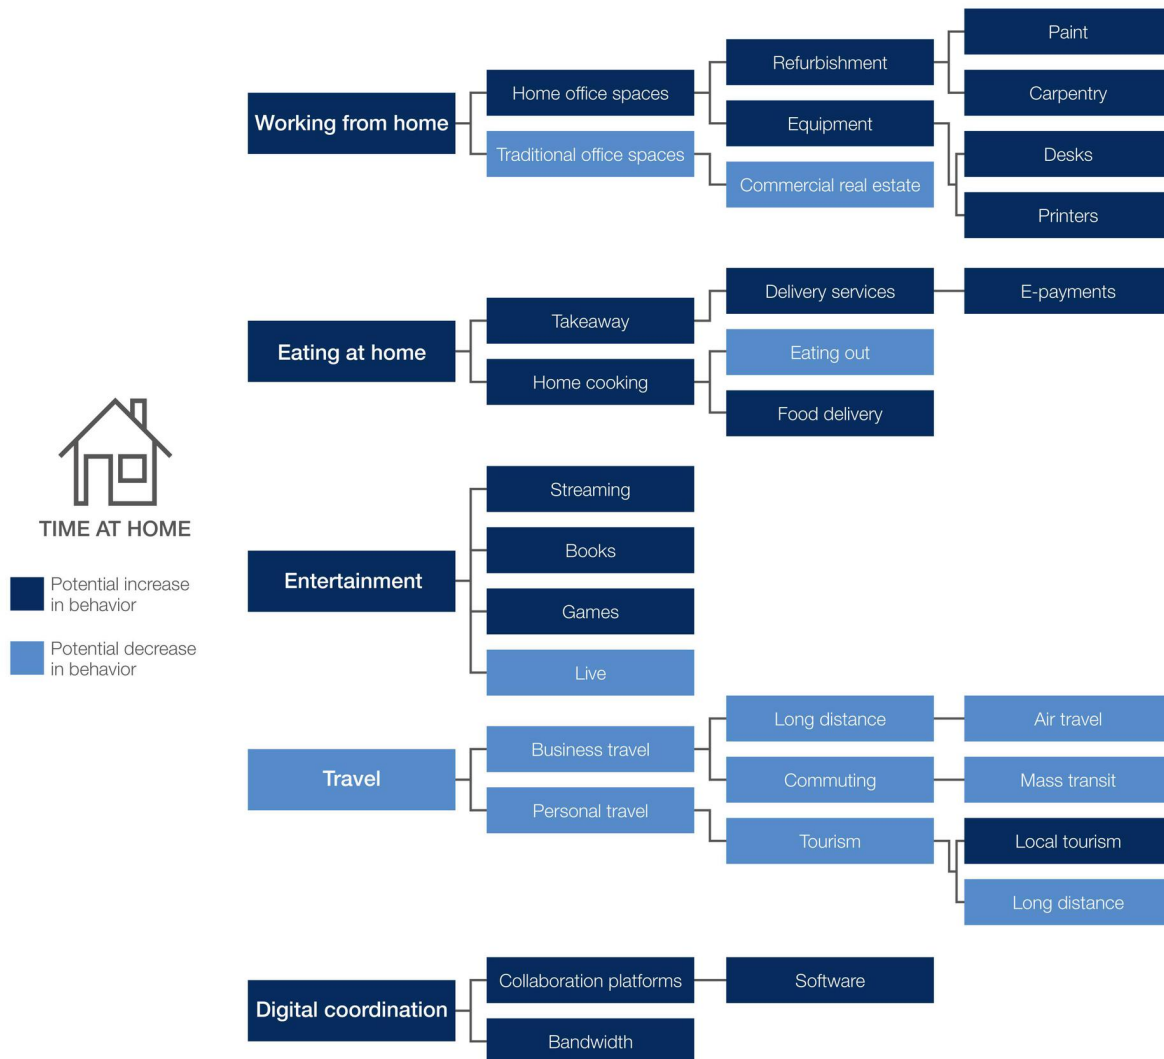 Paint
Refurbishment
Home office spaces
Carpentry
Working from home
Equipment
Traditional office spaces
Desks
Commercial real estate
Printers
Delivery services
E-payments
Takeaway
Eating at home
Eating out
Home cooking
Food delivery
Streaming
TIME AT HOME
Books
Entertainment
Potential increase
in behavior
Games
Potential decrease
in behavior
Live
Long distance
Air travel
Business travel
Travel
Commuting
Mass transit
Personal travel
Tourism
Local tourism
Long distance
Collaboration platforms
Software
Digital coordination
Bandwidth